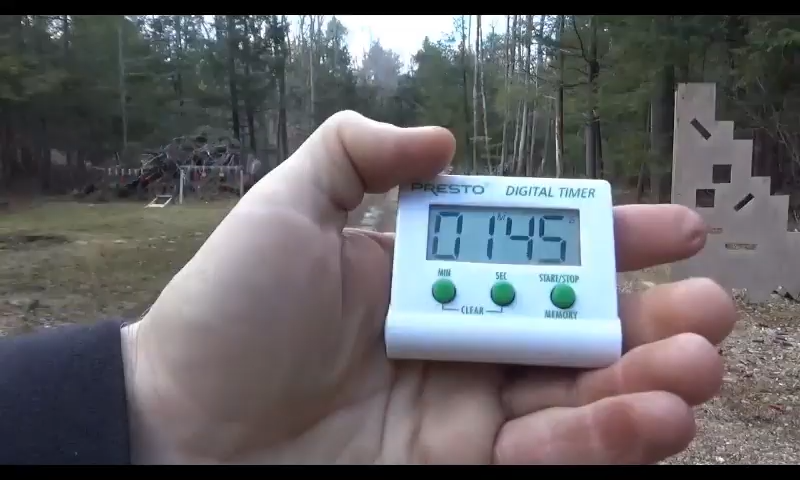 PRESTO® DIGITAL TIMER
01 M 45 S
MIN SEC START/STOP
CLEAR MEMORY